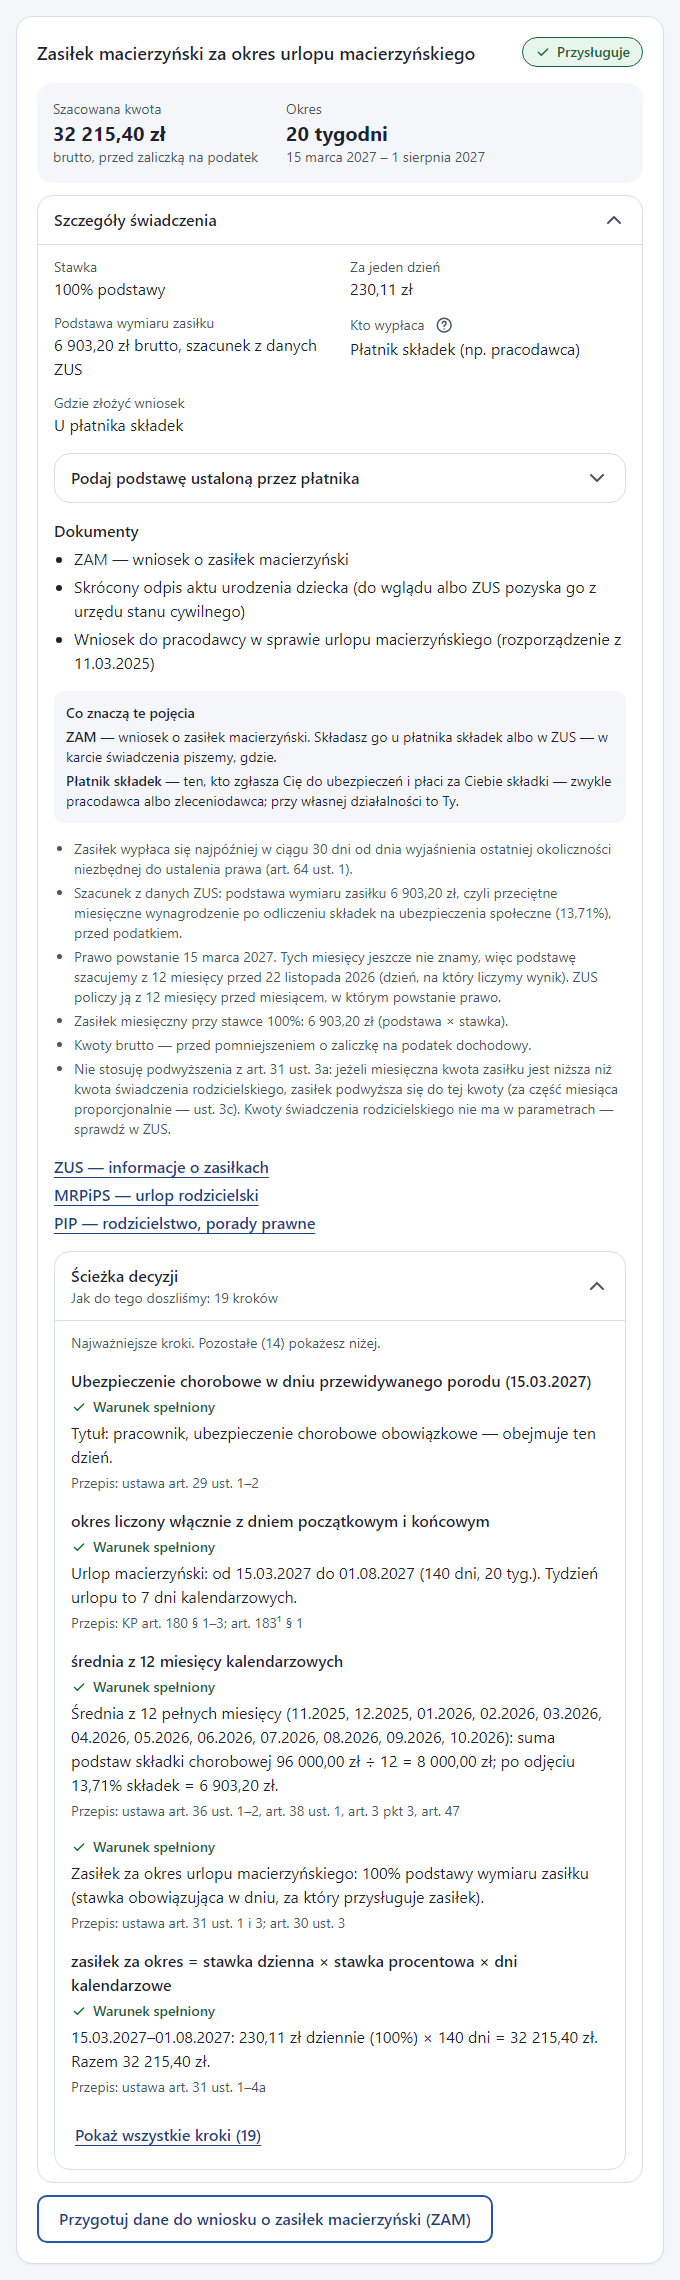 Zasiłek macierzyński za okres urlopu macierzyńskiego
Przysługuje
Szacowana kwota
32 215,40 zł
brutto, przed zaliczką na podatek
Okres
20 tygodni
15 marca 2027 – 1 sierpnia 2027
Szczegóły świadczenia
Stawka
100% podstawy
Za jeden dzień
230,11 zł
Podstawa wymiaru zasiłku
6 903,20 zł brutto, szacunek z danych
ZUS
Kto wypłaca
Płatnik składek (np. pracodawca)
Gdzie złożyć wniosek
U płatnika składek
Podaj podstawę ustaloną przez płatnika
Dokumenty
• ZAM — wniosek o zasiłek macierzyński
• Skrócony odpis aktu urodzenia dziecka (do wglądu albo ZUS pozyska go z
urzędu stanu cywilnego)
• Wniosek do pracodawcy w sprawie urlopu macierzyńskiego (rozporządzenie z
11.03.2025)
Co znaczą te pojęcia
ZAM — wniosek o zasiłek macierzyński. Składasz go u płatnika składek albo w ZUS — w
karcie świadczenia piszemy, gdzie.
Płatnik składek — ten, kto zgłasza Cię do ubezpieczeń i płaci za Ciebie składki — zwykle
pracodawca albo zleceniodawca; przy własnej działalności to Ty.
• Zasiłek wypłaca się najpóźniej w ciągu 30 dni od dnia wyjaśnienia ostatniej okoliczności
niezbędnej do ustalenia prawa (art. 64 ust. 1).
• Szacunek z danych ZUS: podstawa wymiaru zasiłku 6 903,20 zł, czyli przeciętne
miesięczne wynagrodzenie po odliczeniu składek na ubezpieczenia społeczne (13,71%),
przed podatkiem.
• Prawo powstanie 15 marca 2027. Tych miesięcy jeszcze nie znamy, więc podstawę
szacujemy z 12 miesięcy przed 22 listopada 2026 (dzień, na który liczymy wynik). ZUS
policzy ją z 12 miesięcy przed miesiącem, w którym powstanie prawo.
• Zasiłek miesięczny przy stawce 100%: 6 903,20 zł (podstawa × stawka).
• Kwoty brutto — przed pomniejszeniem o zaliczkę na podatek dochodowy.
• Nie stosuję podwyższenia z art. 31 ust. 3a: jeżeli miesięczna kwota zasiłku jest niższa niż
kwota świadczenia rodzicielskiego, zasiłek podwyższa się do tej kwoty (za część miesiąca
proporcjonalnie — ust. 3c). Kwoty świadczenia rodzicielskiego nie ma w parametrach —
sprawdź w ZUS.
ZUS — informacje o zasiłkach
MRPiPS — urlop rodzicielski
PIP — rodzicielstwo, porady prawne
Ścieżka decyzji
Jak do tego doszliśmy: 19 kroków
Najważniejsze kroki. Pozostałe (14) pokażesz niżej.
Ubezpieczenie chorobowe w dniu przewidywanego porodu (15.03.2027)
Warunek spełniony
Tytuł: pracownik, ubezpieczenie chorobowe obowiązkowe — obejmuje ten
dzień.
Przepis: ustawa art. 29 ust. 1–2
okres liczony włącznie z dniem początkowym i końcowym
Warunek spełniony
Urlop macierzyński: od 15.03.2027 do 01.08.2027 (140 dni, 20 tyg.). Tydzień
urlopu to 7 dni kalendarzowych.
Przepis: KP art. 180 § 1–3; art. 183¹ § 1
średnia z 12 miesięcy kalendarzowych
Warunek spełniony
Średnia z 12 pełnych miesięcy (11.2025, 12.2025, 01.2026, 02.2026, 03.2026,
04.2026, 05.2026, 06.2026, 07.2026, 08.2026, 09.2026, 10.2026): suma
podstaw składki chorobowej 96 000,00 zł ÷ 12 = 8 000,00 zł; po odjęciu
13,71% składek = 6 903,20 zł.
Przepis: ustawa art. 36 ust. 1–2, art. 38 ust. 1, art. 3 pkt 3, art. 47
Warunek spełniony
Zasiłek za okres urlopu macierzyńskiego: 100% podstawy wymiaru zasiłku
(stawka obowiązująca w dniu, za który przysługuje zasiłek).
Przepis: ustawa art. 31 ust. 1 i 3; art. 30 ust. 3
zasiłek za okres = stawka dzienna × stawka procentowa × dni
kalendarzowe
Warunek spełniony
15.03.2027–01.08.2027: 230,11 zł dziennie (100%) × 140 dni = 32 215,40 zł.
Razem 32 215,40 zł.
Przepis: ustawa art. 31 ust. 1–4a
Pokaż wszystkie kroki (19)
Przygotuj dane do wniosku o zasiłek macierzyński (ZAM)